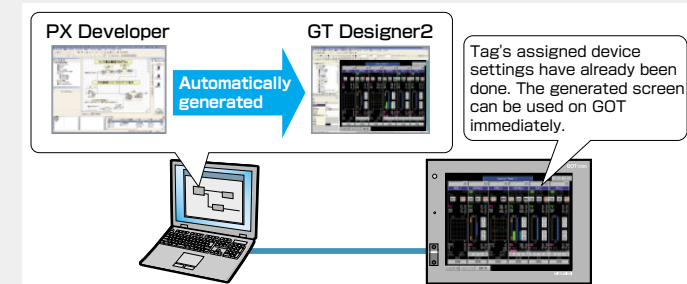 PX Developer
GT Designer2
Automatically
generated
Tag's assigned device
settings have already been
done. The generated screen
can be used on GOT
immediately.